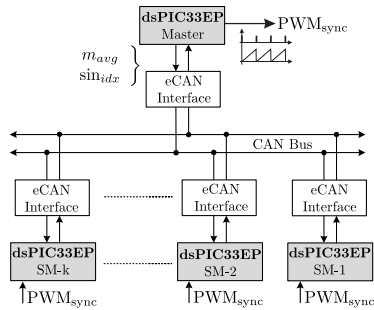 dsPIC33EP
Master
PWMsync
mavg
sinidx
eCAN
Interface
CAN Bus
eCAN
Interface
eCAN
Interface
eCAN
Interface
dsPIC33EP
SM-k
dsPIC33EP
SM-2
dsPIC33EP
SM-1
PWMsync
PWMsync
PWMsync